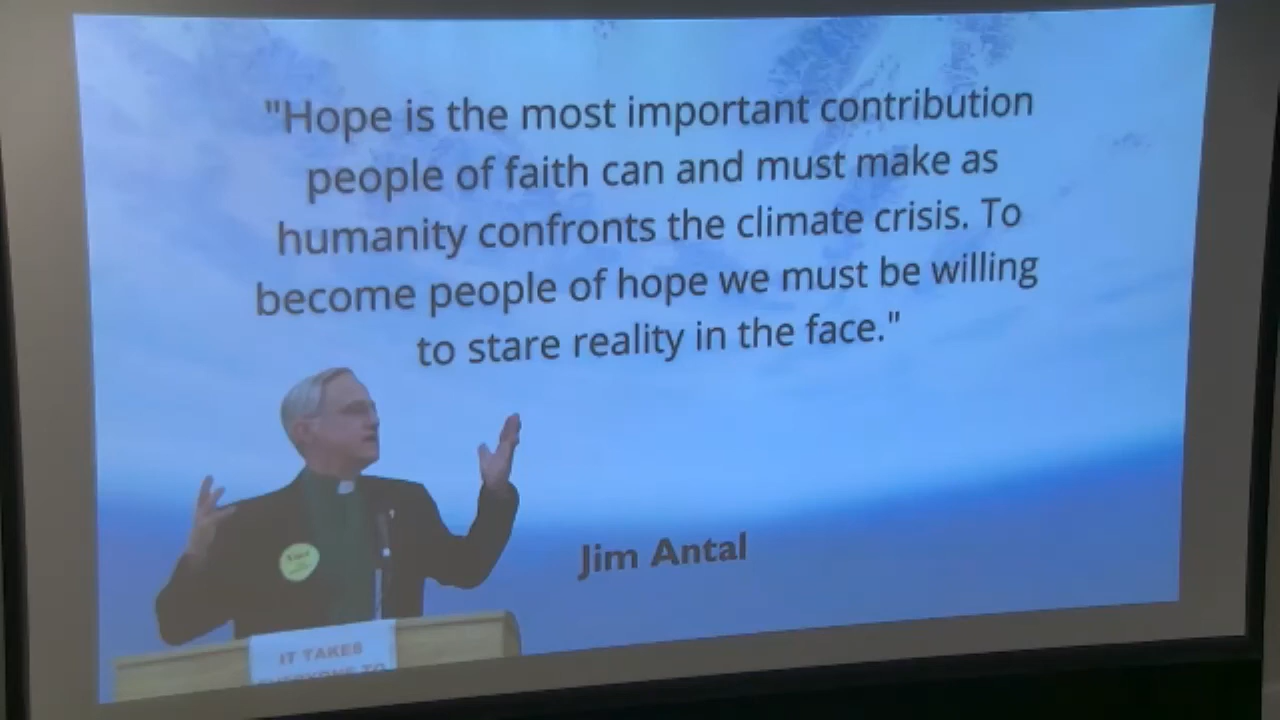 "Hope is the most important contribution
people of faith can and must make as
humanity confronts the climate crisis. To
become people of hope we must be willing
to stare reality in the face."
Jim Antal
IT TAKES